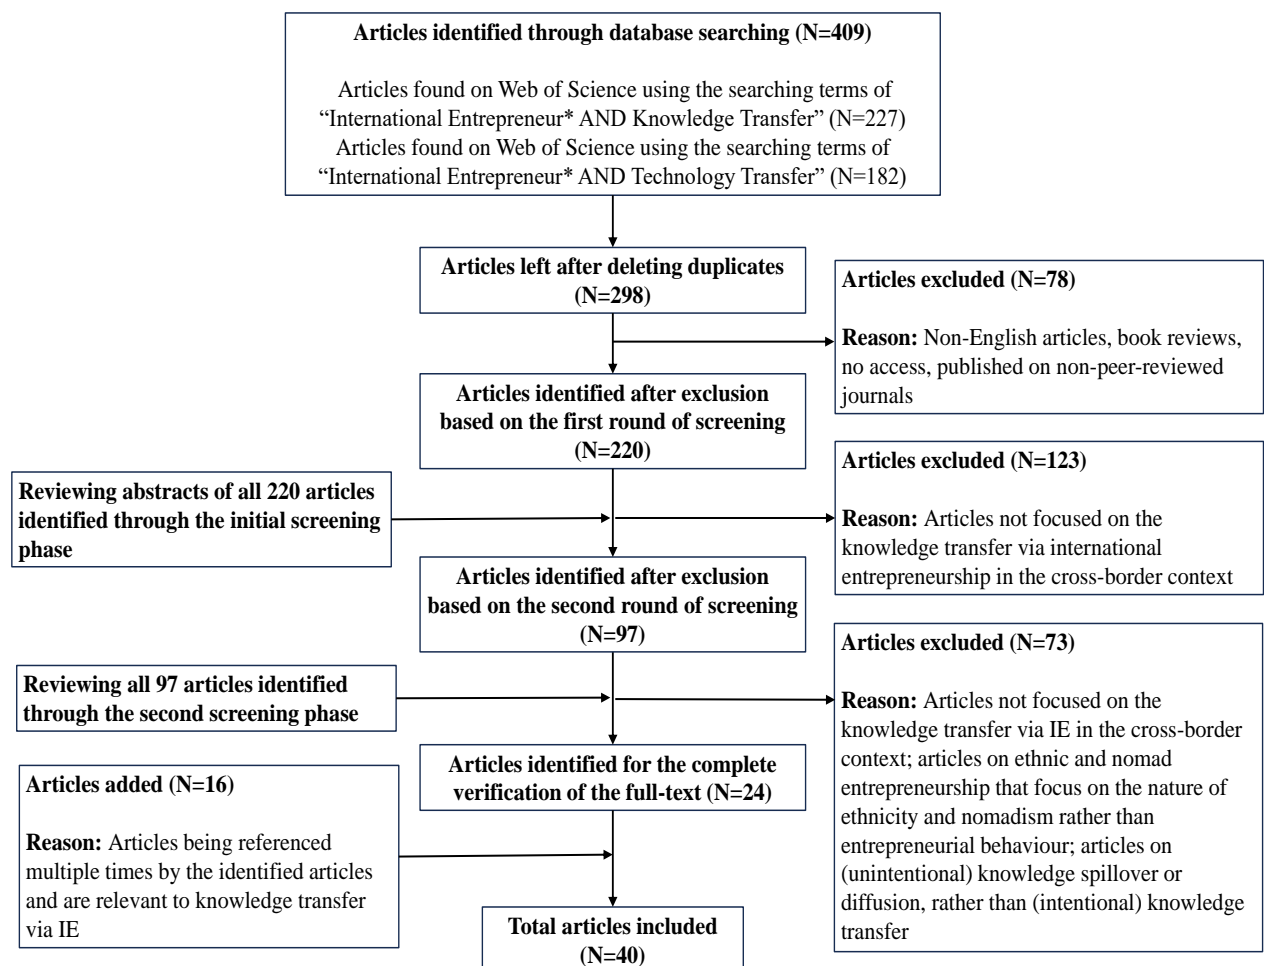 Articles identified through database searching (N=409)
Articles found on Web of Science using the searching terms of
“International Entrepreneur* AND Knowledge Transfer” (N=227)
Articles found on Web of Science using the searching terms of
“International Entrepreneur* AND Technology Transfer” (N=182)
Articles left after deleting duplicates
(N=298)
Articles excluded (N=78)
Reason: Non-English articles, book reviews,
no access, published on non-peer-reviewed
journals
Articles identified after exclusion
based on the first round of screening
(N=220)
Reviewing abstracts of all 220 articles
identified through the initial screening
phase
Articles excluded (N=123)
Reason: Articles not focused on the
knowledge transfer via international
entrepreneurship in the cross-border context
Articles identified after exclusion
based on the second round of screening
(N=97)
Reviewing all 97 articles identified
through the second screening phase
Articles excluded (N=73)
Reason: Articles not focused on the
knowledge transfer via IE in the cross-border
context; articles on ethnic and nomad
entrepreneurship that focus on the nature of
ethnicity and nomadism rather than
entrepreneurial behaviour; articles on
(unintentional) knowledge spillover or
diffusion, rather than (intentional) knowledge
transfer
Articles identified for the complete
verification of the full-text (N=24)
Articles added (N=16)
Reason: Articles being referenced
multiple times by the identified articles
and are relevant to knowledge transfer
via IE
Total articles included
(N=40)